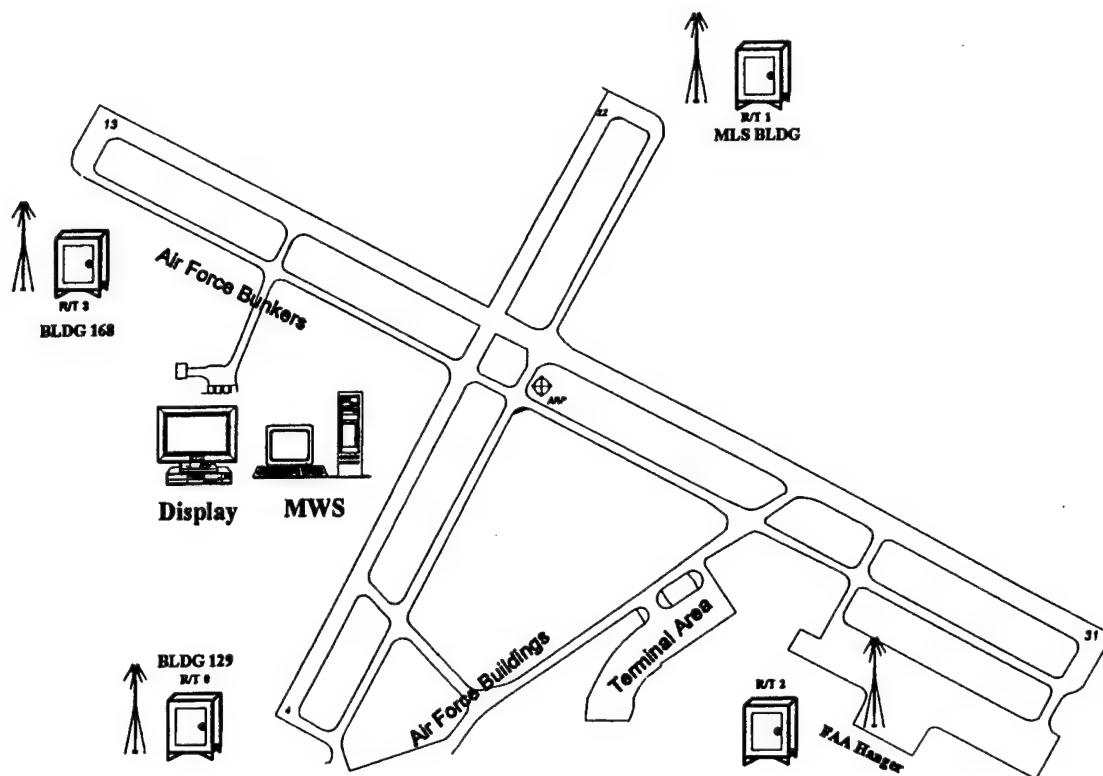 R/T 1
MLS BLDG
22
13
Air Force Bunkers
R/T 3
BLDG 168
ARP
Display
MWS
Terminal Area
31
BLDG 129
R/T 0
4
Air Force Buildings
R/T 2
FAA Hanger